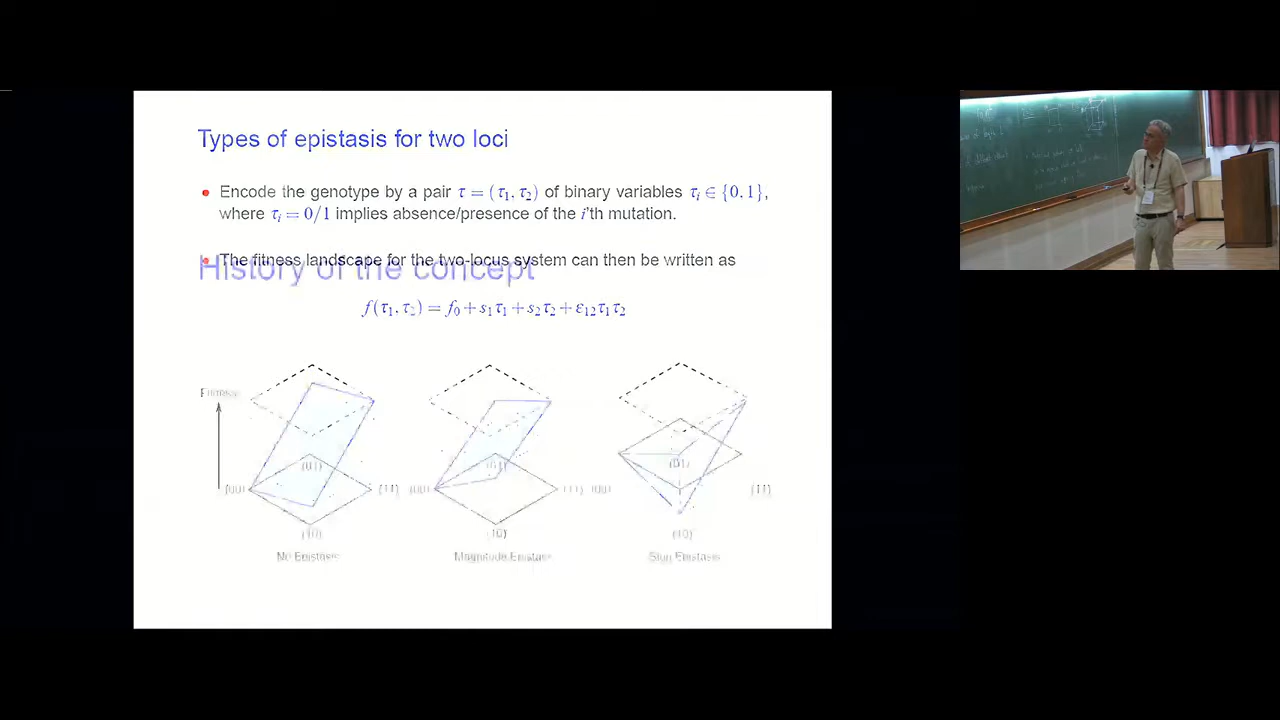 Types of epistasis for two loci
Encode the genotype by a pair τ = (τ₁, τ₂) of binary variables τᵢ ∈ {0, 1},
where τᵢ = 0/1 implies absence/presence of the i'th mutation.
The fitness landscape for the two-locus system can then be written as
History of the concept
f(τ₁, τ₂) = f₀ + s₁τ₁ + s₂τ₂ + ε₁₂τ₁τ₂
Fitness
(01) (01) (01)
(00) (11) (00) (11) (00) (11)
(10) (10) (10)
No Epistasis Magnitude Epistasis Sign Epistasis